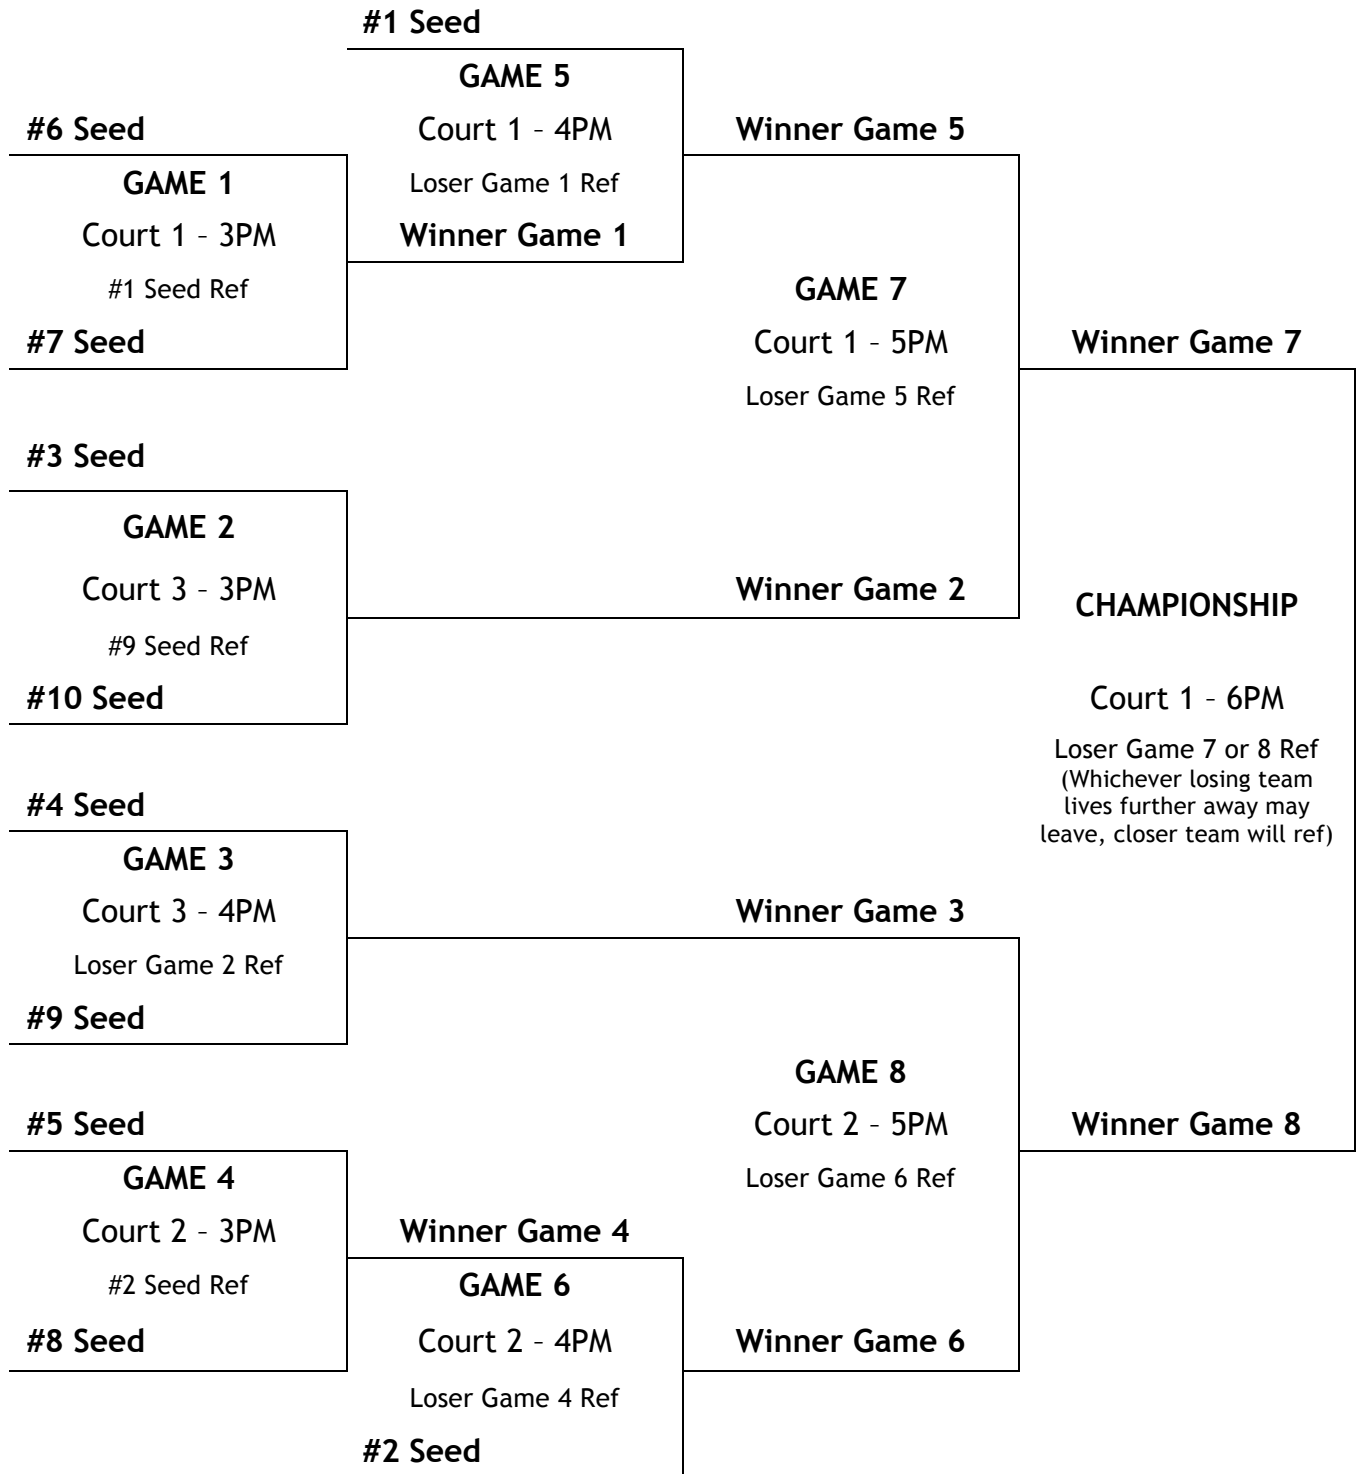 #1 Seed
GAME 5
Court 1 – 4PM
Loser Game 1 Ref
Winner Game 1
#6 Seed
GAME 1
Court 1 – 3PM
#1 Seed Ref
#7 Seed
Winner Game 5
GAME 7
Court 1 – 5PM
Loser Game 5 Ref
Winner Game 2
#3 Seed
GAME 2
Court 3 – 3PM
#9 Seed Ref
#10 Seed
Winner Game 7
CHAMPIONSHIP
Court 1 – 6PM
Loser Game 7 or 8 Ref
(Whichever losing team
lives further away may
leave, closer team will ref)
Winner Game 8
#4 Seed
GAME 3
Court 3 – 4PM
Loser Game 2 Ref
#9 Seed
Winner Game 3
GAME 8
Court 2 – 5PM
Loser Game 6 Ref
Winner Game 6
#5 Seed
GAME 4
Court 2 – 3PM
#2 Seed Ref
#8 Seed
Winner Game 4
GAME 6
Court 2 – 4PM
Loser Game 4 Ref
#2 Seed